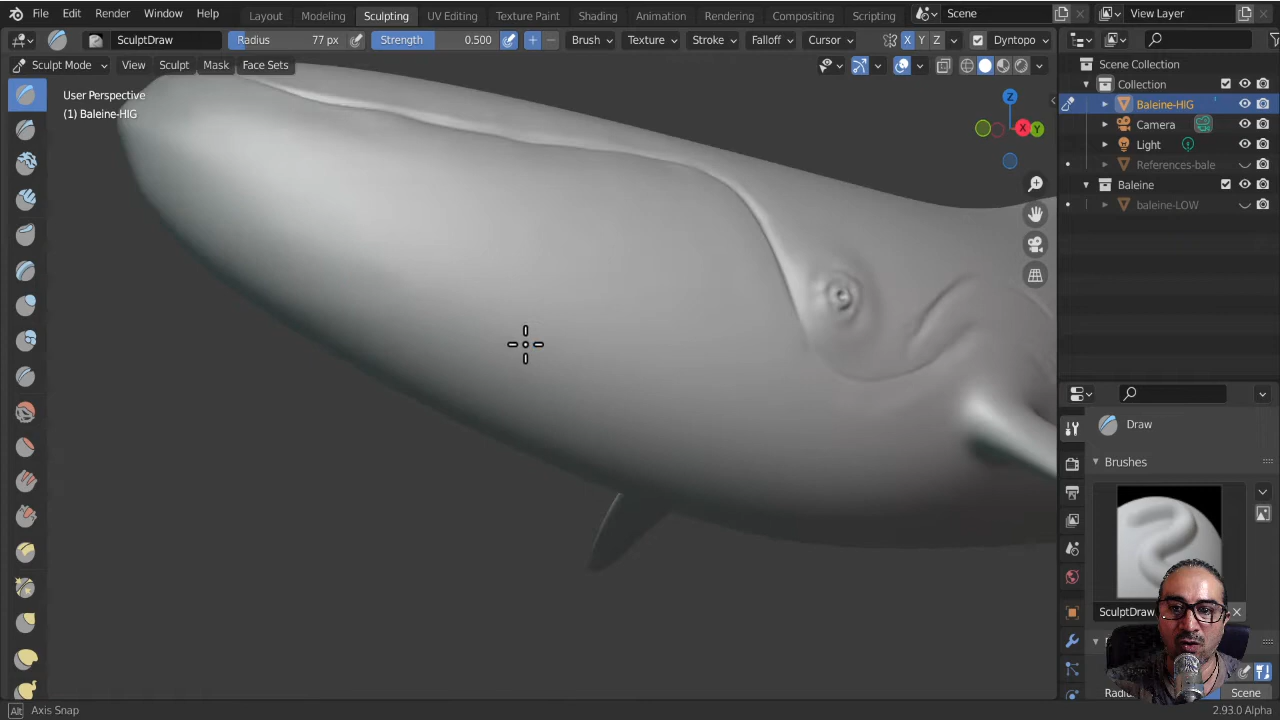 File Edit Render Window Help Layout Modeling Sculpting UV Editing Texture Paint Shading Animation Rendering Compositing Scripting Scene View Layer
SculptDraw Radius 77 px Strength 0.500 Brush Texture Stroke Falloff Cursor X Y Z Dyntopo
Sculpt Mode View Sculpt Mask Face Sets
User Perspective
(1) Baleine-HIG
Z
X Y
Scene Collection
Collection
Baleine-HIG
Camera
Light
References-bale
Baleine
baleine-LOW
Draw
Brushes
SculptDraw
Radiu Scene
Alt Axis Snap 2.93.0 Alpha